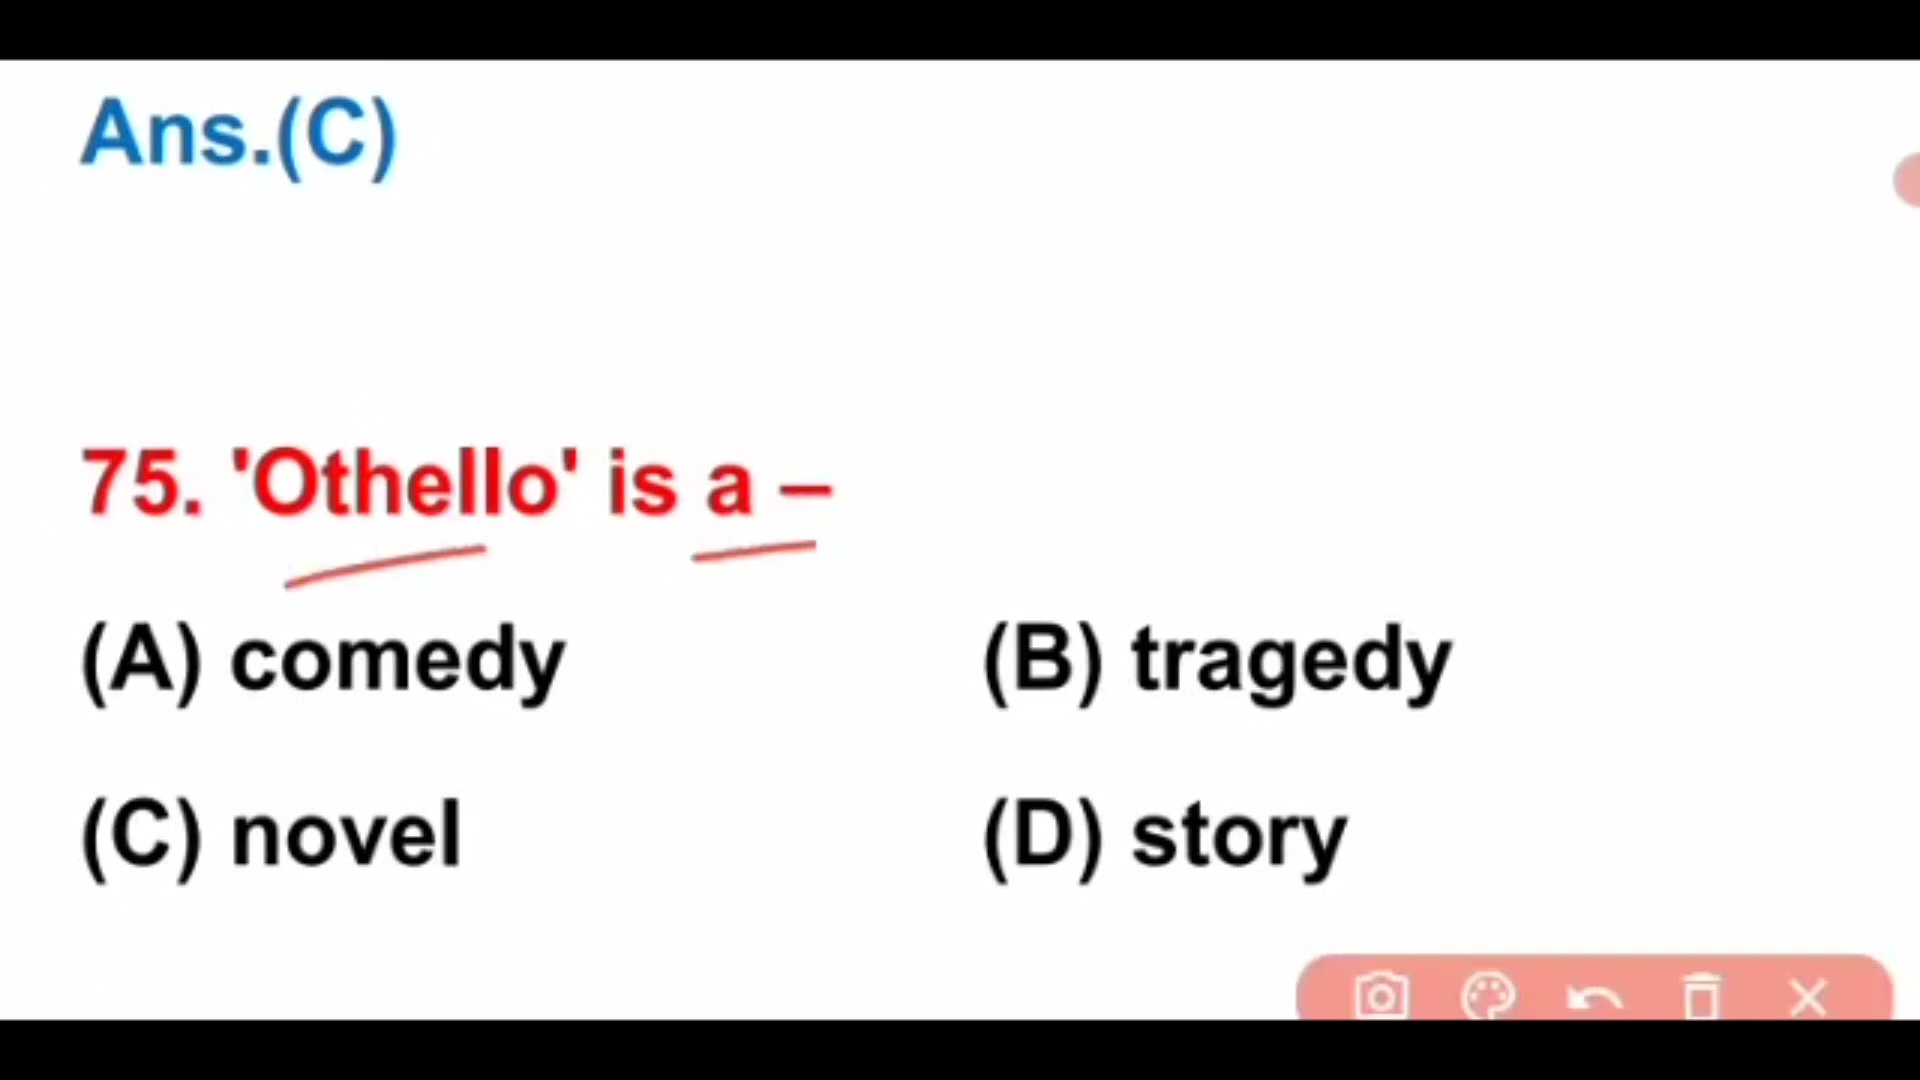 Ans.(C)
75. 'Othello' is a –
(A) comedy (B) tragedy
(C) novel (D) story